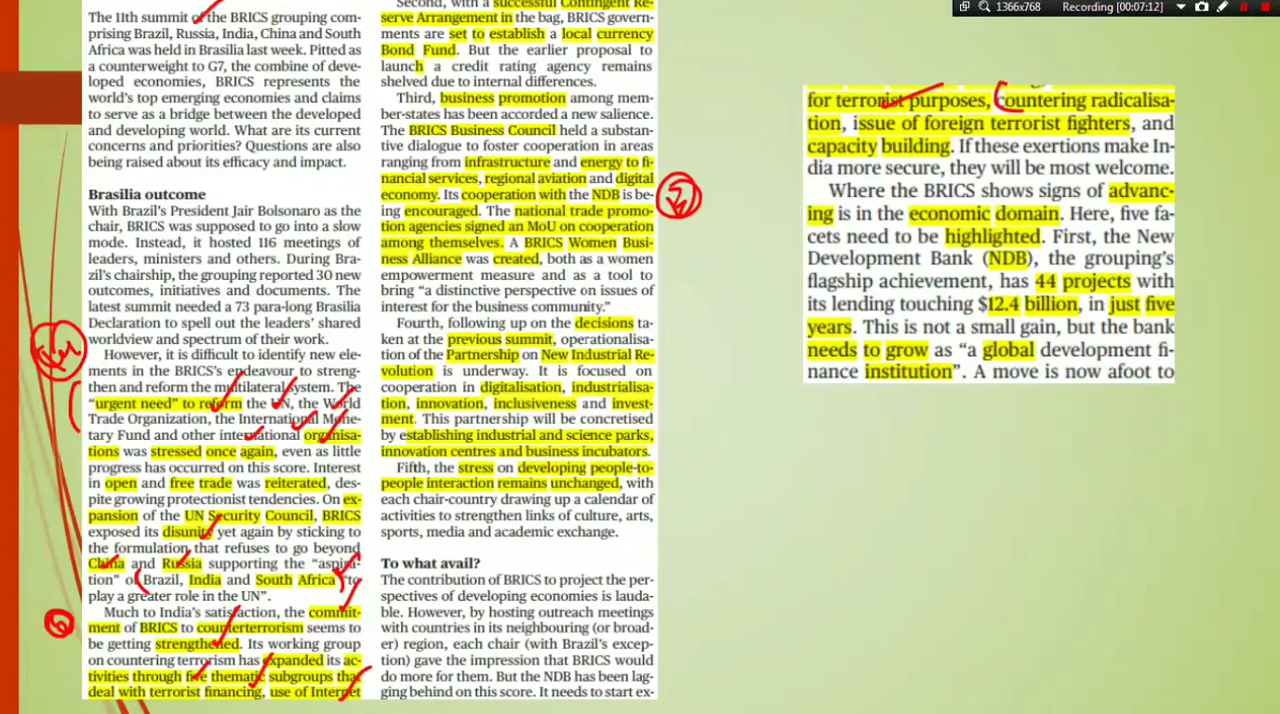 1366x768 Recording [00:07:12]
The 11th summit of the BRICS grouping com-
prising Brazil, Russia, India, China and South
Africa was held in Brasilia last week. Pitted as
a counterweight to G7, the combine of deve-
loped economies, BRICS represents the
world's top emerging economies and claims
to serve as a bridge between the developed
and developing world. What are its current
concerns and priorities? Questions are also
being raised about its efficacy and impact.
Brasilia outcome
With Brazil's President Jair Bolsonaro as the
chair, BRICS was supposed to go into a slow
mode. Instead, it hosted 116 meetings of
leaders, ministers and others. During Bra-
zil's chairship, the grouping reported 30 new
outcomes, initiatives and documents. The
latest summit needed a 73 para-long Brasilia
Declaration to spell out the leaders' shared
worldview and spectrum of their work.
However, it is difficult to identify new ele-
ments in the BRICS's endeavour to streng-
then and reform the multilateral system. The
"urgent need" to reform the UN, the World
Trade Organization, the International Mone-
tary Fund and other international organisa-
tions was stressed once again, even as little
progress has occurred on this score. Interest
in open and free trade was reiterated, des-
pite growing protectionist tendencies. On ex-
pansion of the UN Security Council, BRICS
exposed its disunity yet again by sticking to
the formulation that refuses to go beyond
China and Russia supporting the "aspira-
tion" of Brazil, India and South Africa "to
play a greater role in the UN".
Much to India's satisfaction, the commit-
ment of BRICS to counterterrorism seems to
be getting strengthened. Its working group
on countering terrorism has expanded its ac-
tivities through five thematic subgroups that
deal with terrorist financing, use of Internet
Second, with a successful Contingent Re-
serve Arrangement in the bag, BRICS govern-
ments are set to establish a local currency
Bond Fund. But the earlier proposal to
launch a credit rating agency remains
shelved due to internal differences.
Third, business promotion among mem-
ber-states has been accorded a new salience.
The BRICS Business Council held a substan-
tive dialogue to foster cooperation in areas
ranging from infrastructure and energy to fi-
nancial services, regional aviation and digital
economy. Its cooperation with the NDB is be-
ing encouraged. The national trade promo-
tion agencies signed an MoU on cooperation
among themselves. A BRICS Women Busi-
ness Alliance was created, both as a women
empowerment measure and as a tool to
bring "a distinctive perspective on issues of
interest for the business community."
Fourth, following up on the decisions ta-
ken at the previous summit, operationalisa-
tion of the Partnership on New Industrial Re-
volution is underway. It is focused on
cooperation in digitalisation, industrialisa-
tion, innovation, inclusiveness and invest-
ment. This partnership will be concretised
by establishing industrial and science parks,
innovation centres and business incubators.
Fifth, the stress on developing people-to-
people interaction remains unchanged, with
each chair-country drawing up a calendar of
activities to strengthen links of culture, arts,
sports, media and academic exchange.
To what avail?
The contribution of BRICS to project the per-
spectives of developing economies is lauda-
ble. However, by hosting outreach meetings
with countries in its neighbouring (or broad-
er) region, each chair (with Brazil's excep-
tion) gave the impression that BRICS would
do more for them. But the NDB has been lag-
ging behind on this score. It needs to start ex-
for terrorist purposes, countering radicalisa-
tion, issue of foreign terrorist fighters, and
capacity building. If these exertions make In-
dia more secure, they will be most welcome.
Where the BRICS shows signs of advanc-
ing is in the economic domain. Here, five fa-
cets need to be highlighted. First, the New
Development Bank (NDB), the grouping's
flagship achievement, has 44 projects with
its lending touching $12.4 billion, in just five
years. This is not a small gain, but the bank
needs to grow as "a global development fi-
nance institution". A move is now afoot to